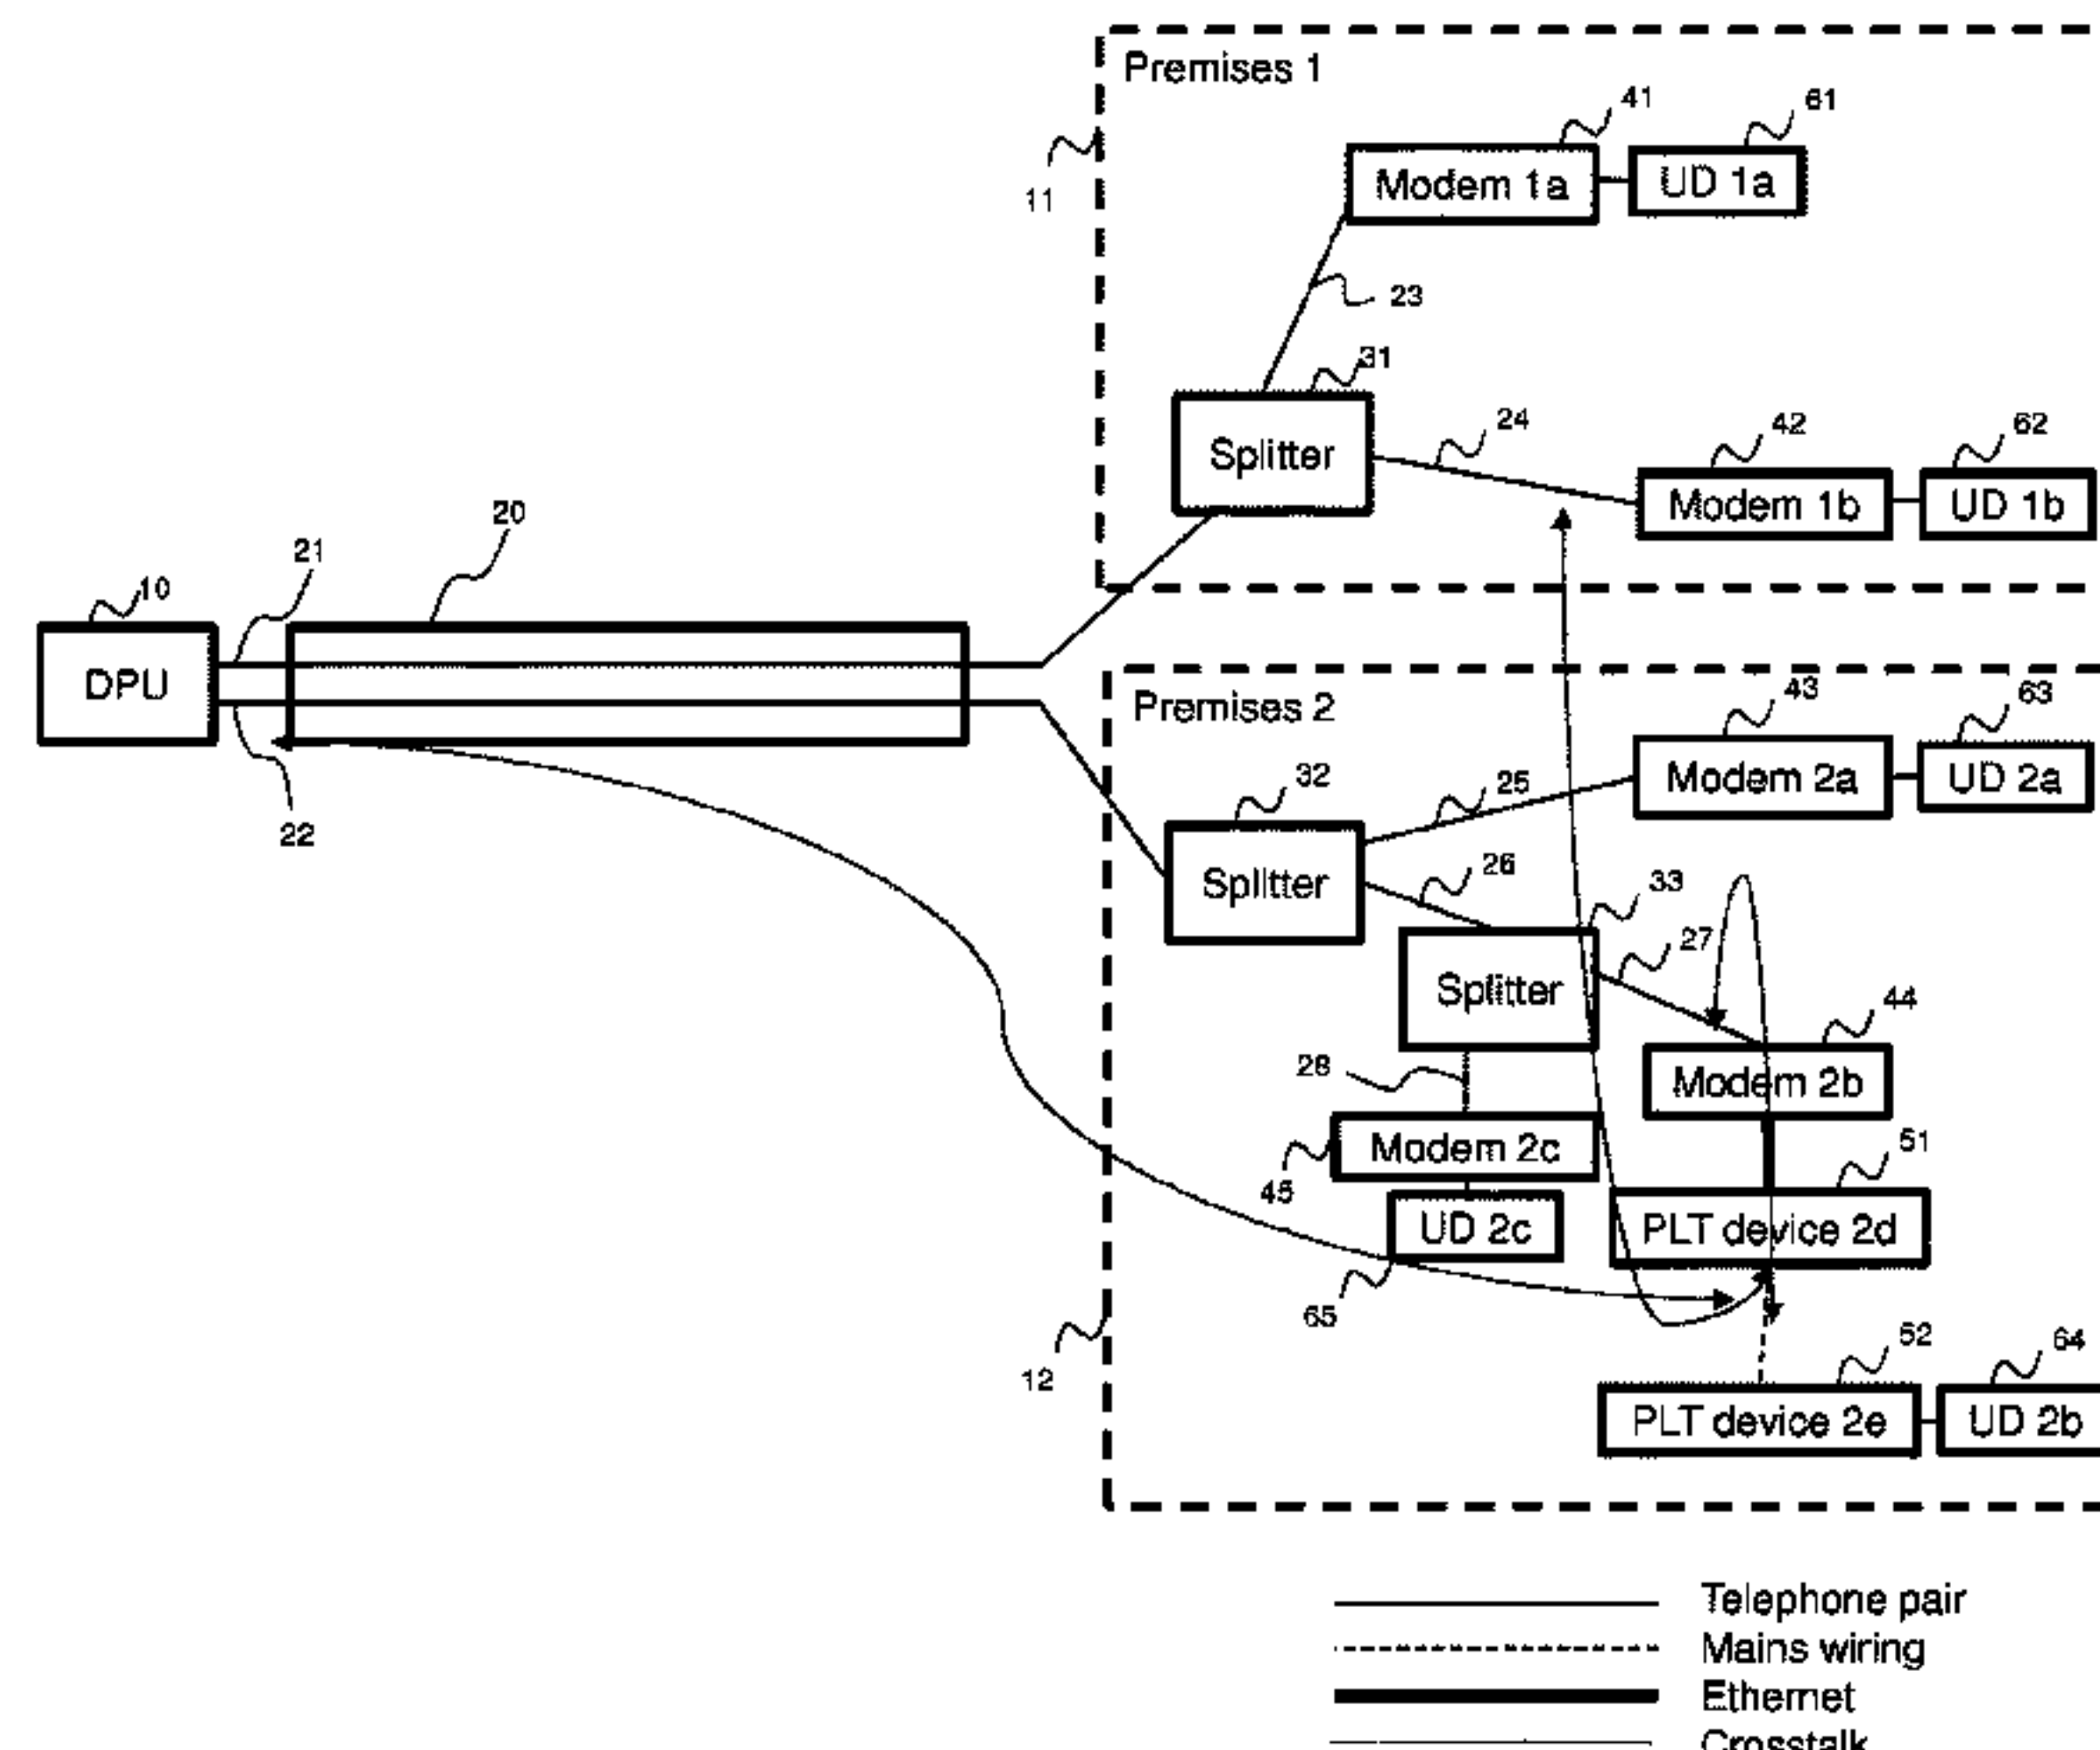 Premises 1
41
61
Modem 1a
UD 1a
11
23
31
Splitter
24
42
62
Modem 1b
UD 1b
20
21
10
DPU
22
Premises 2
43
63
Modem 2a
UD 2a
32
25
Splitter
26
33
27
Splitter
44
28
Modem 2b
Modem 2c
45
51
UD 2c
PLT device 2d
65
12
52
64
PLT device 2e
UD 2b
Telephone pair
Mains wiring
Ethernet
Crosstalk